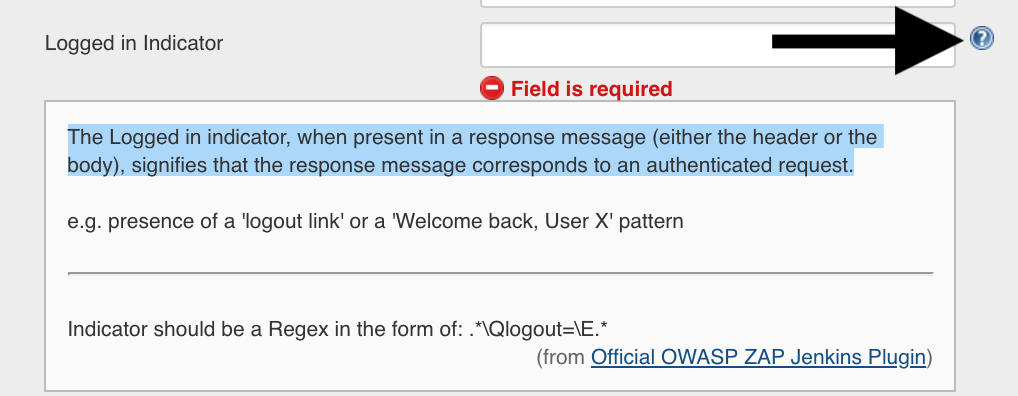 Logged in Indicator
?
Field is required
The Logged in indicator, when present in a response message (either the header or the
body), signifies that the response message corresponds to an authenticated request.
e.g. presence of a 'logout link' or a 'Welcome back, User X' pattern
Indicator should be a Regex in the form of: .*\Qlogout=\E.*
(from Official OWASP ZAP Jenkins Plugin)